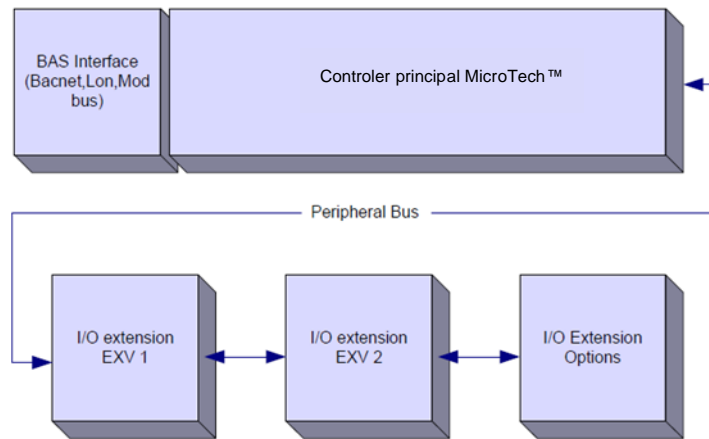 BAS Interface
(Bacnet,Lon,Mod
bus)
Controler principal MicroTech™
Peripheral Bus
I/O extension
EXV 1
I/O extension
EXV 2
I/O Extension
Options